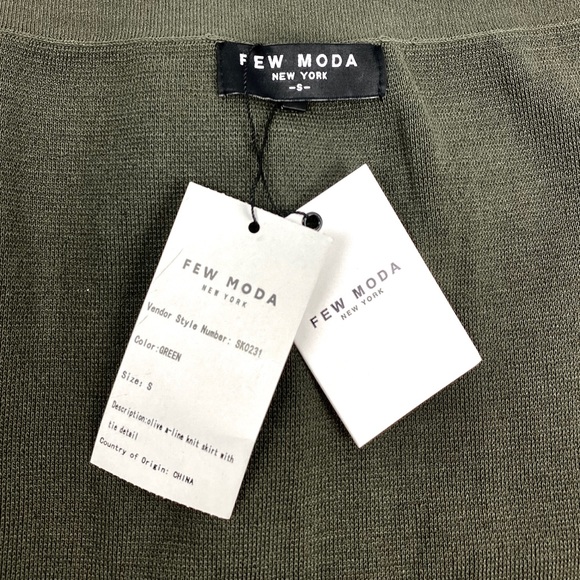 FEW MODA
NEW YORK
-S-
FEW MODA
NEW YORK
Vendor Style Number: SK0231
Color:GREEN
Size: S
Description:olive a-line knit skirt with
tie detail
Country of Origin: CHINA
FEW MODA
NEW YORK